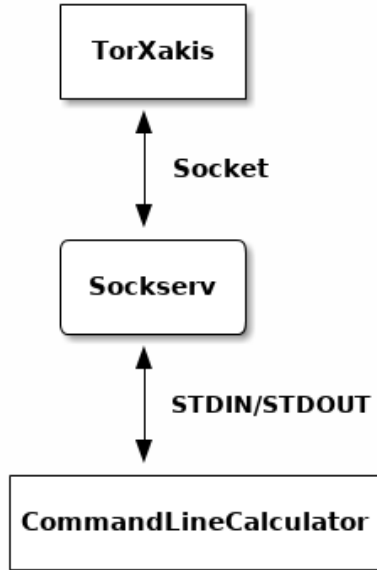 TorXakis
Socket
Sockserv
STDIN/STDOUT
CommandLineCalculator